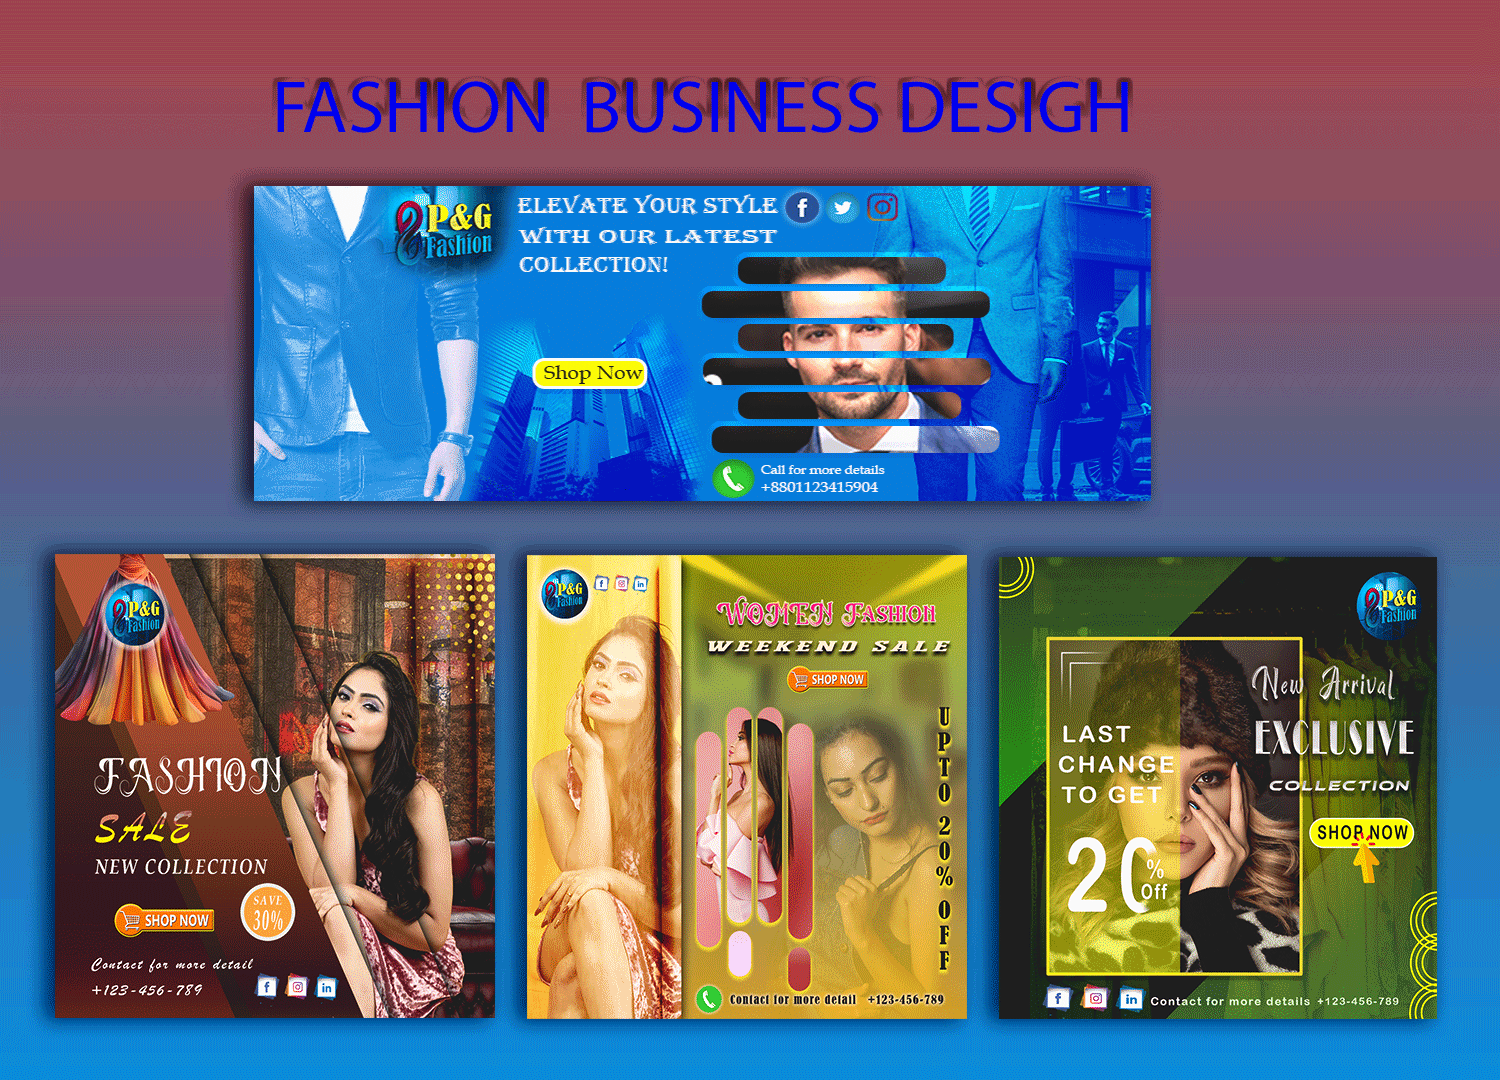 FASHION BUSINESS DESIGH
P&G
Fashion
ELEVATE YOUR STYLE
WITH OUR LATEST
COLLECTION!
Shop Now
Call for more details
+8801123415904
P&G
Fashion
FASHION
SALE
NEW COLLECTION
SHOP NOW
SAVE
30%
Contact for more detail
+123-456-789
P&G
Fashion
WOMEN FASHION
WEEKEND SALE
SHOP NOW
UPTO 20% OFF
Contact for more detail +123-456-789
P&G
Fashion
New Arrival
EXCLUSIVE
COLLECTION
SHOP NOW
LAST
CHANGE
TO GET
20
%
Off
Contact for more details +123-456-789